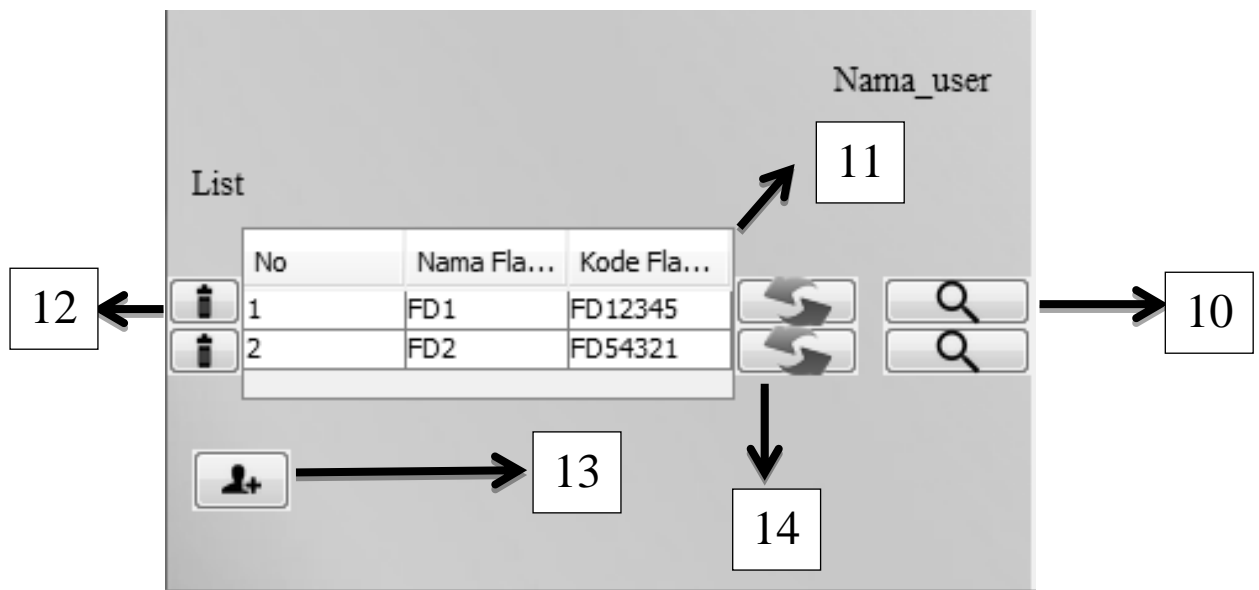 Nama_user
11
List
No Nama Fla... Kode Fla...
12
1 FD1 FD12345
10
2 FD2 FD54321
13
14